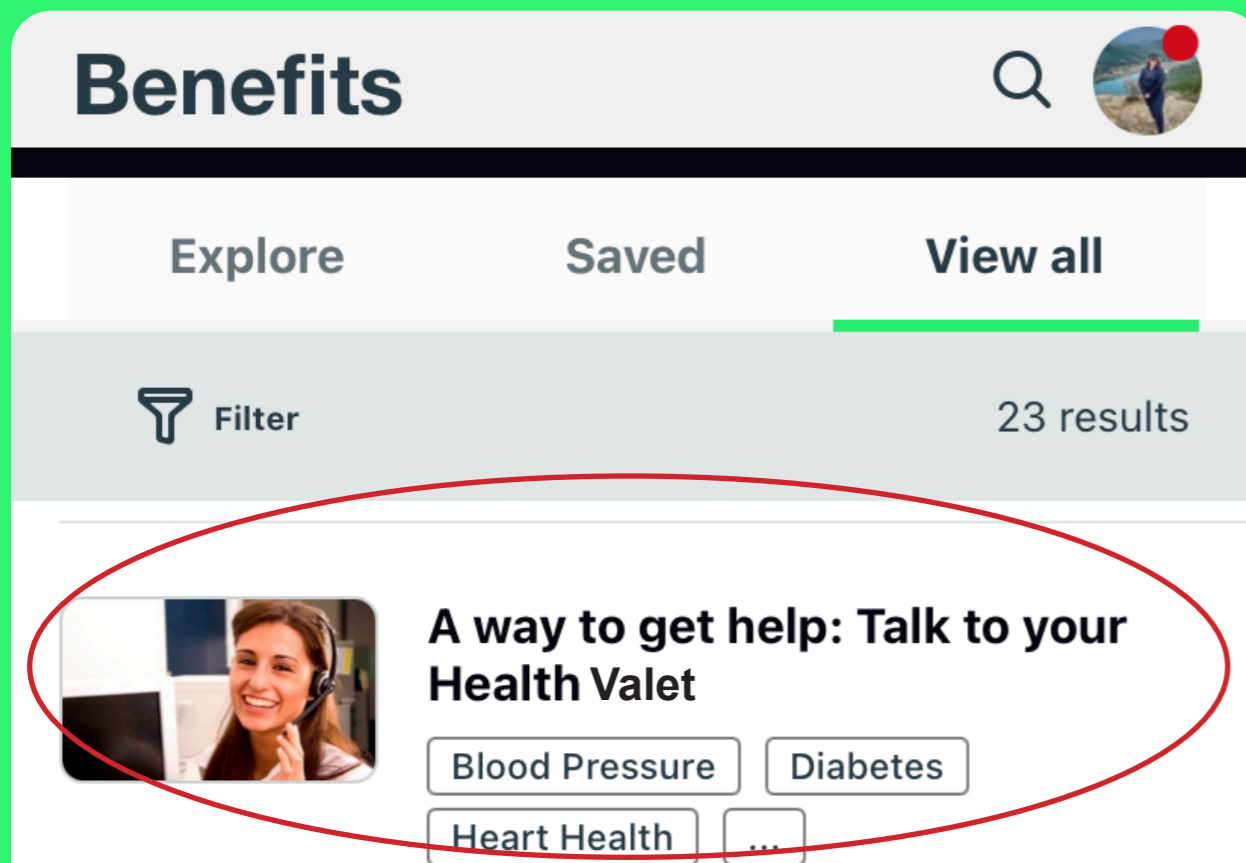 Benefits
Explore Saved View all
Filter 23 results
A way to get help: Talk to your
Health Valet
Blood Pressure Diabetes
Heart Health ...